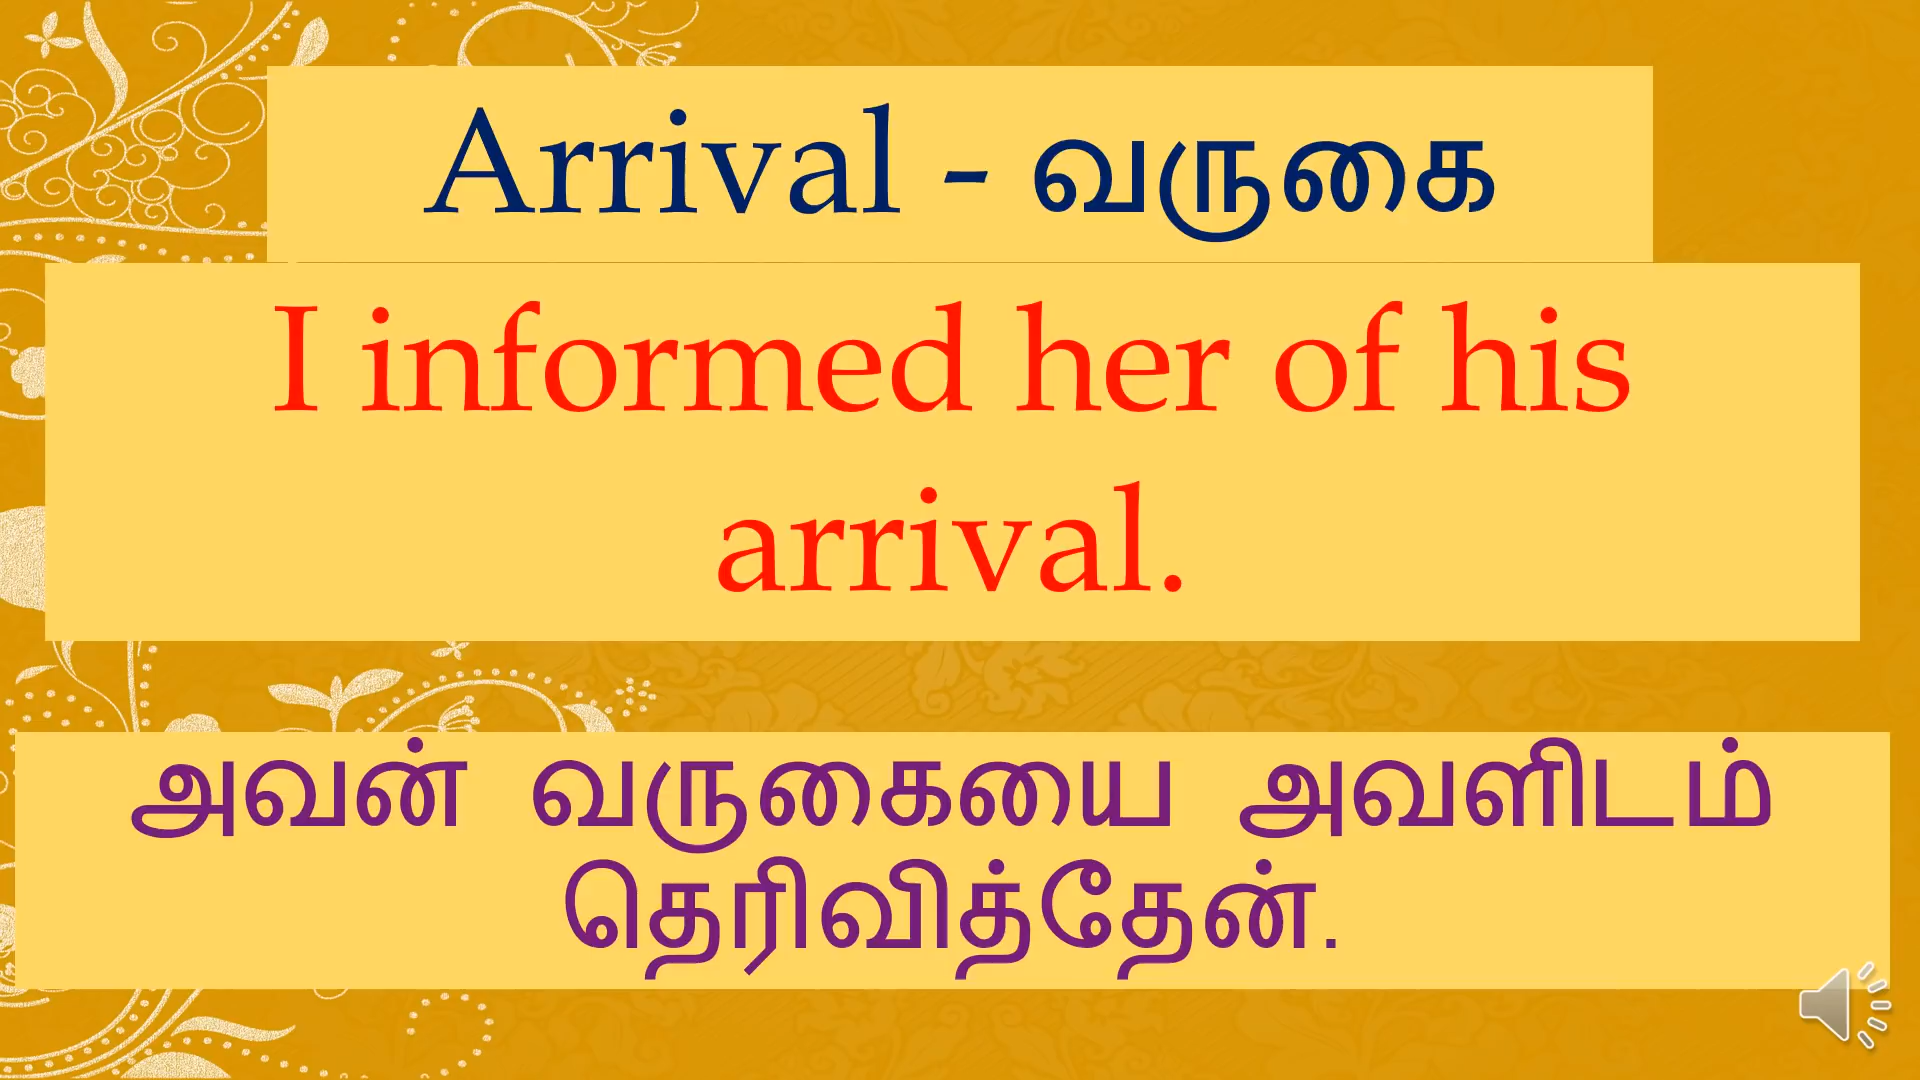 Arrival - வருகை
I informed her of his
arrival.
அவன் வருகையை அவளிடம்
தெரிவித்தேன்.